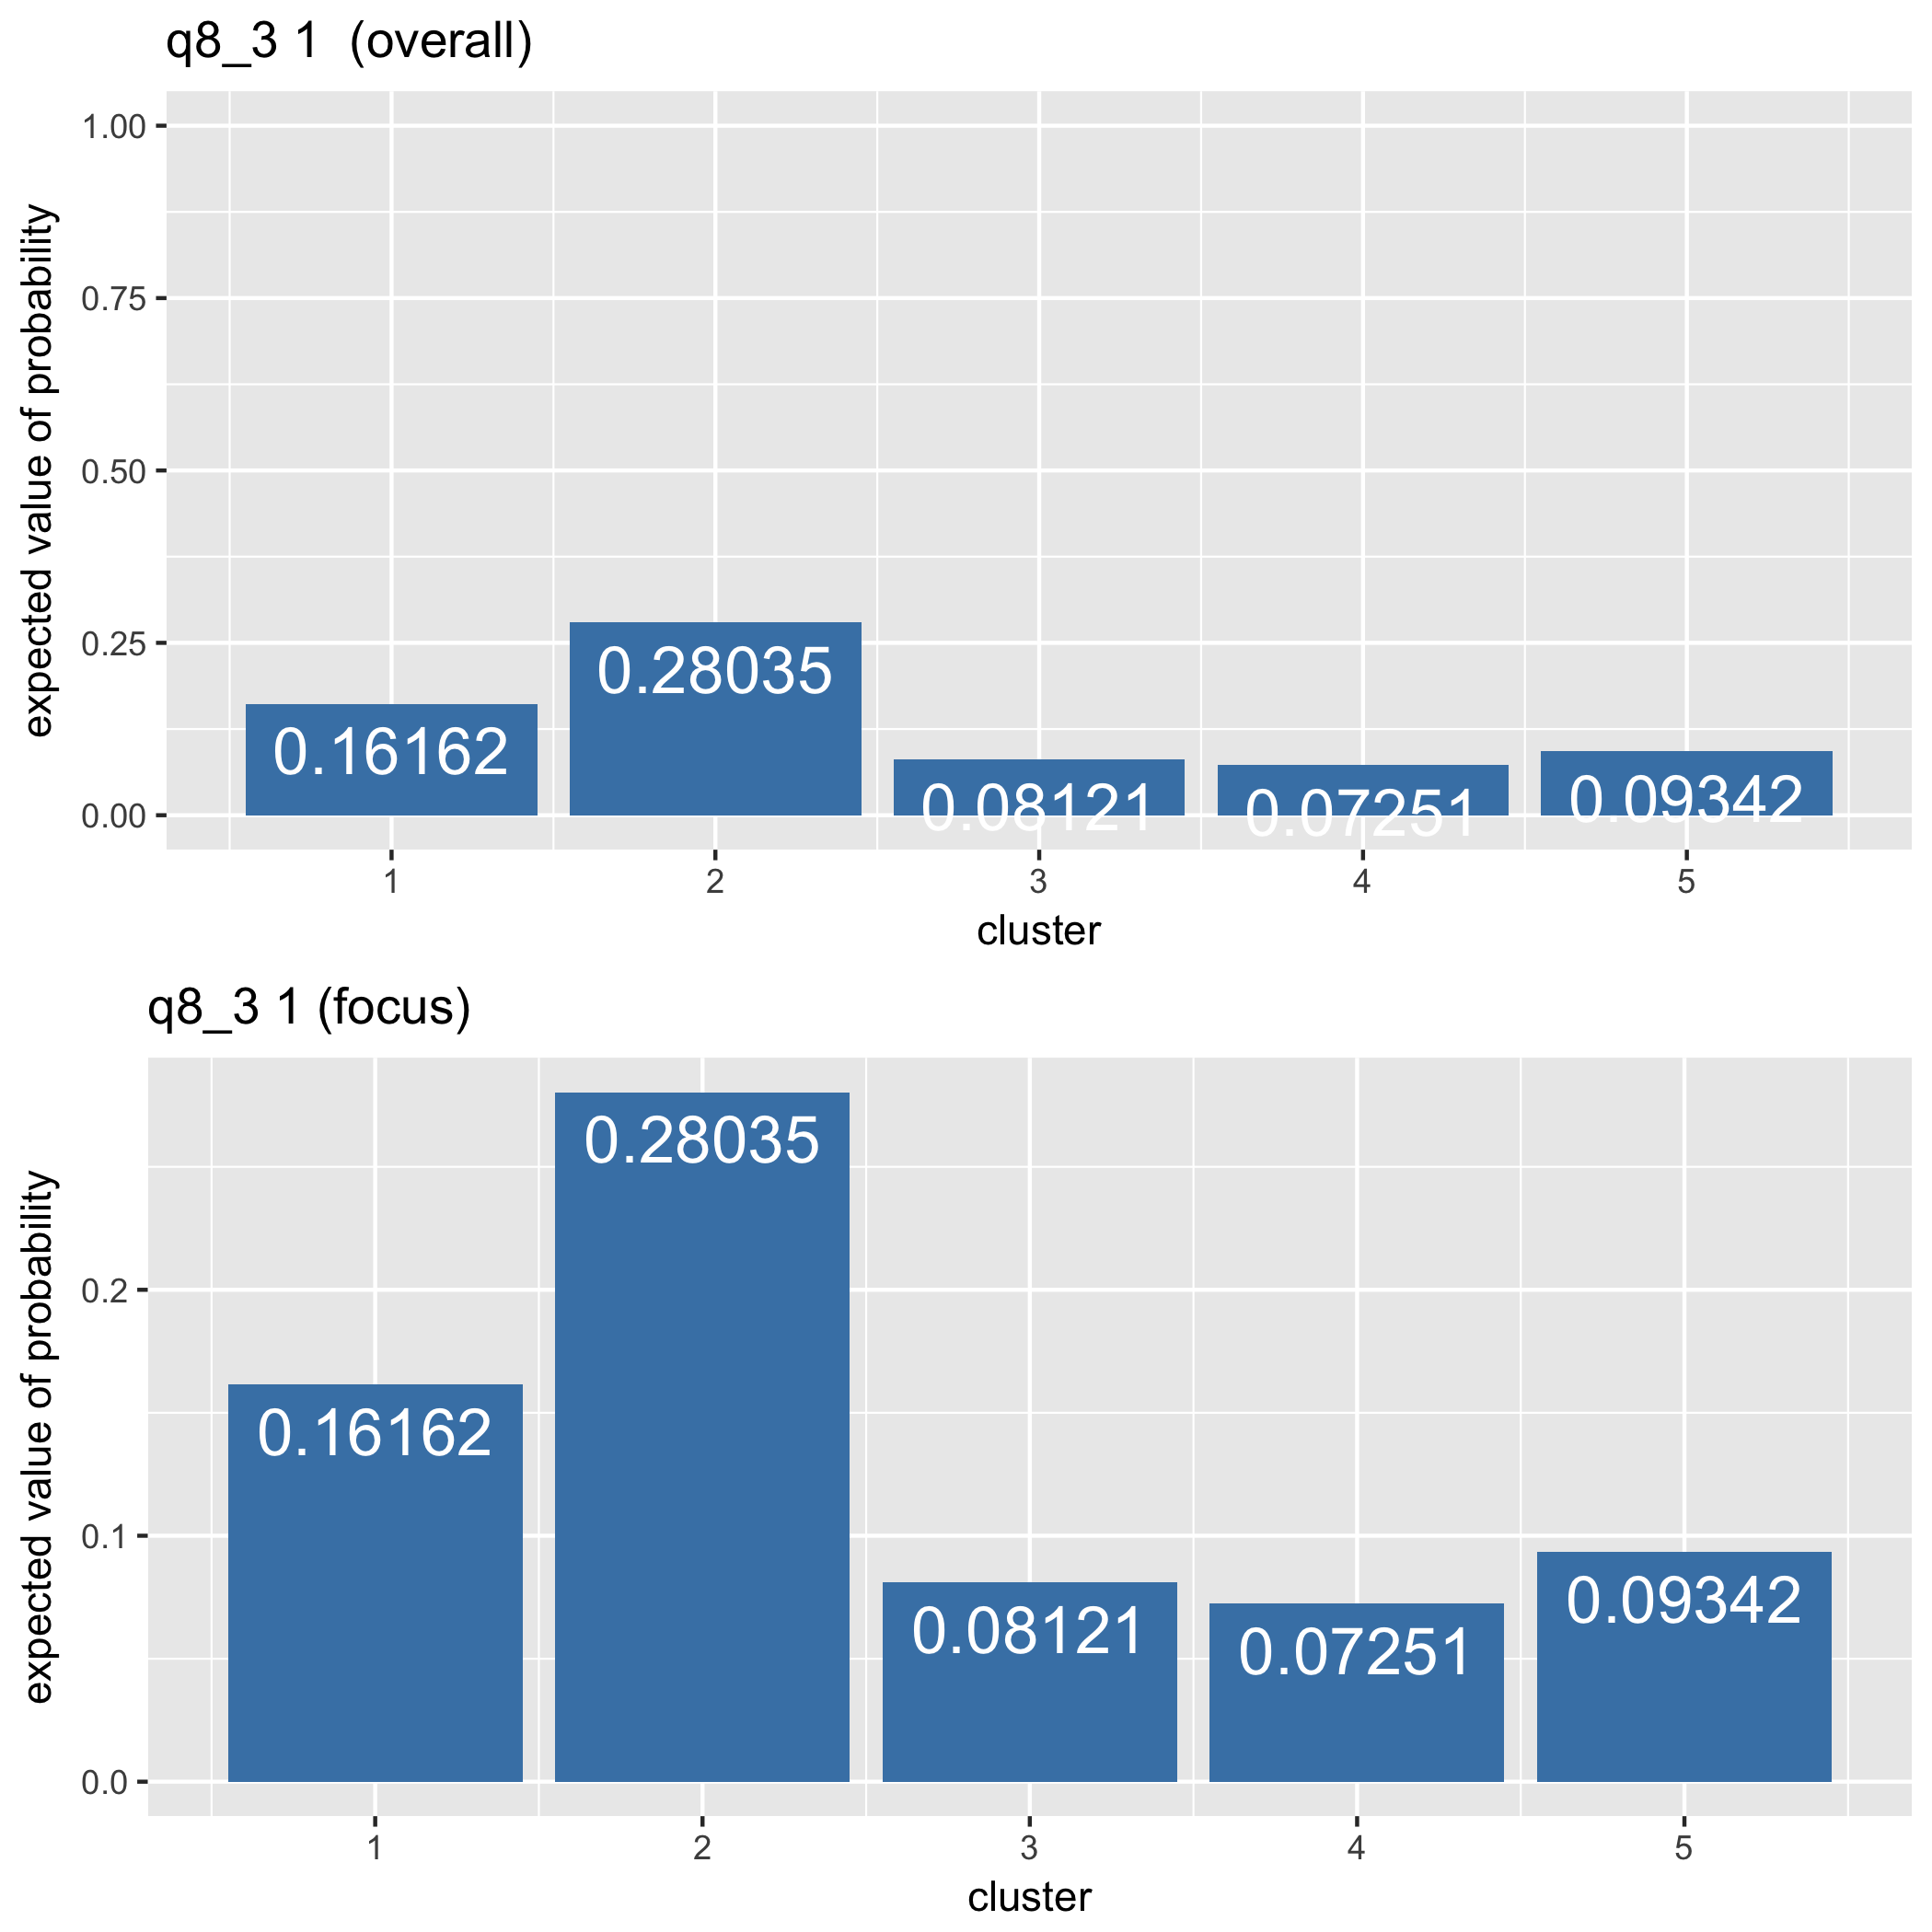 q8_3 1  (overall)
expected value of probability
1.00
0.75
0.50
0.25
0.00
0.16162
0.28035
0.08121
0.07251
0.09342
1 2 3 4 5
cluster
q8_3 1 (focus)
expected value of probability
0.2
0.1
0.0
0.16162
0.28035
0.08121
0.07251
0.09342
1 2 3 4 5
cluster